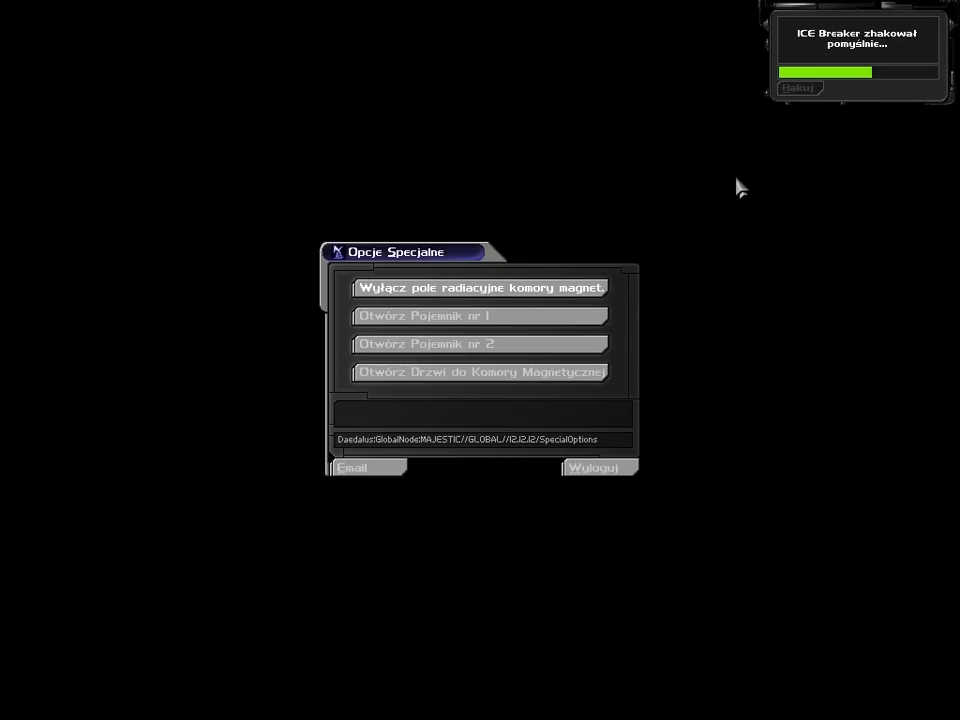 ICE Breaker zhakował
pomyślnie...
Hakuj
Opcje Specjalne
Wyłącz pole radiacyjne komory magnet.
Otwórz Pojemnik nr 1
Otwórz Pojemnik nr 2
Otwórz Drzwi do Komory Magnetycznej
Daedalus:GlobalNode:MAJESTIC//GLOBAL//12.12.12/SpecialOptions
Email
Wyloguj